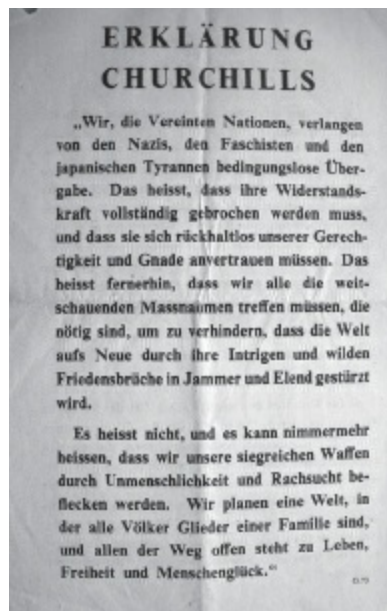 ERKLÄRUNG
CHURCHILLS
„Wir, die Vereinten Nationen, verlangen
von den Nazis, den Faschisten und den
japanischen Tyrannen bedingungslose Über-
gabe. Das heisst, dass ihre Widerstands-
kraft vollständig gebrochen werden muss,
und dass sie sich rückhaltlos unserer Gerech-
tigkeit und Gnade anvertrauen müssen. Das
heisst fernerhin, dass wir alle die weit-
schauenden Massnahmen treffen müssen, die
nötig sind, um zu verhindern, dass die Welt
aufs Neue durch ihre Intrigen und wilden
Friedensbrüche in Jammer und Elend gestürzt
wird.
Es heisst nicht, und es kann nimmermehr
heissen, dass wir unsere siegreichen Waffen
durch Unmenschlichkeit und Rachsucht be-
flecken werden. Wir planen eine Welt, in
der alle Völker Glieder einer Familie sind,
und allen der Weg offen steht zu Leben,
Freiheit und Menschenglück.“